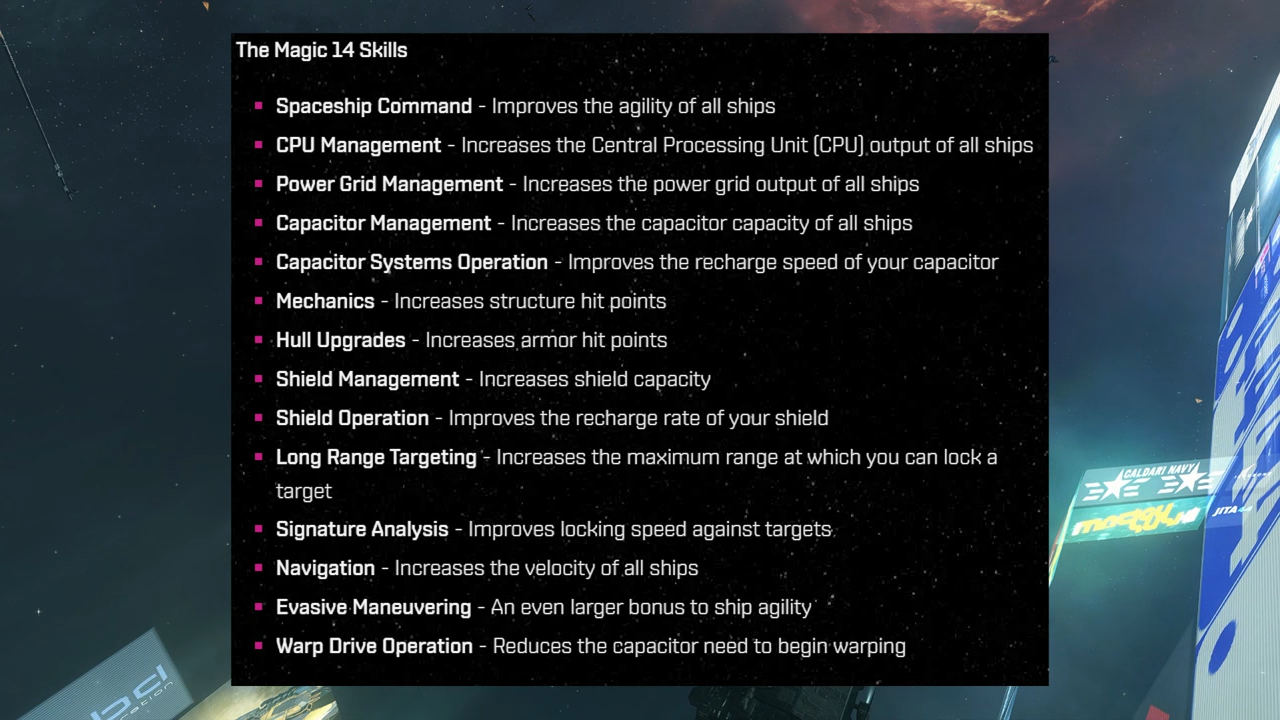 The Magic 14 Skills
Spaceship Command - Improves the agility of all ships
CPU Management - Increases the Central Processing Unit (CPU) output of all ships
Power Grid Management - Increases the power grid output of all ships
Capacitor Management - Increases the capacitor capacity of all ships
Capacitor Systems Operation - Improves the recharge speed of your capacitor
Mechanics - Increases structure hit points
Hull Upgrades - Increases armor hit points
Shield Management - Increases shield capacity
Shield Operation - Improves the recharge rate of your shield
Long Range Targeting - Increases the maximum range at which you can lock a
target
Signature Analysis - Improves locking speed against targets
Navigation - Increases the velocity of all ships
Evasive Maneuvering - An even larger bonus to ship agility
Warp Drive Operation - Reduces the capacitor need to begin warping
CALDARI NAVY